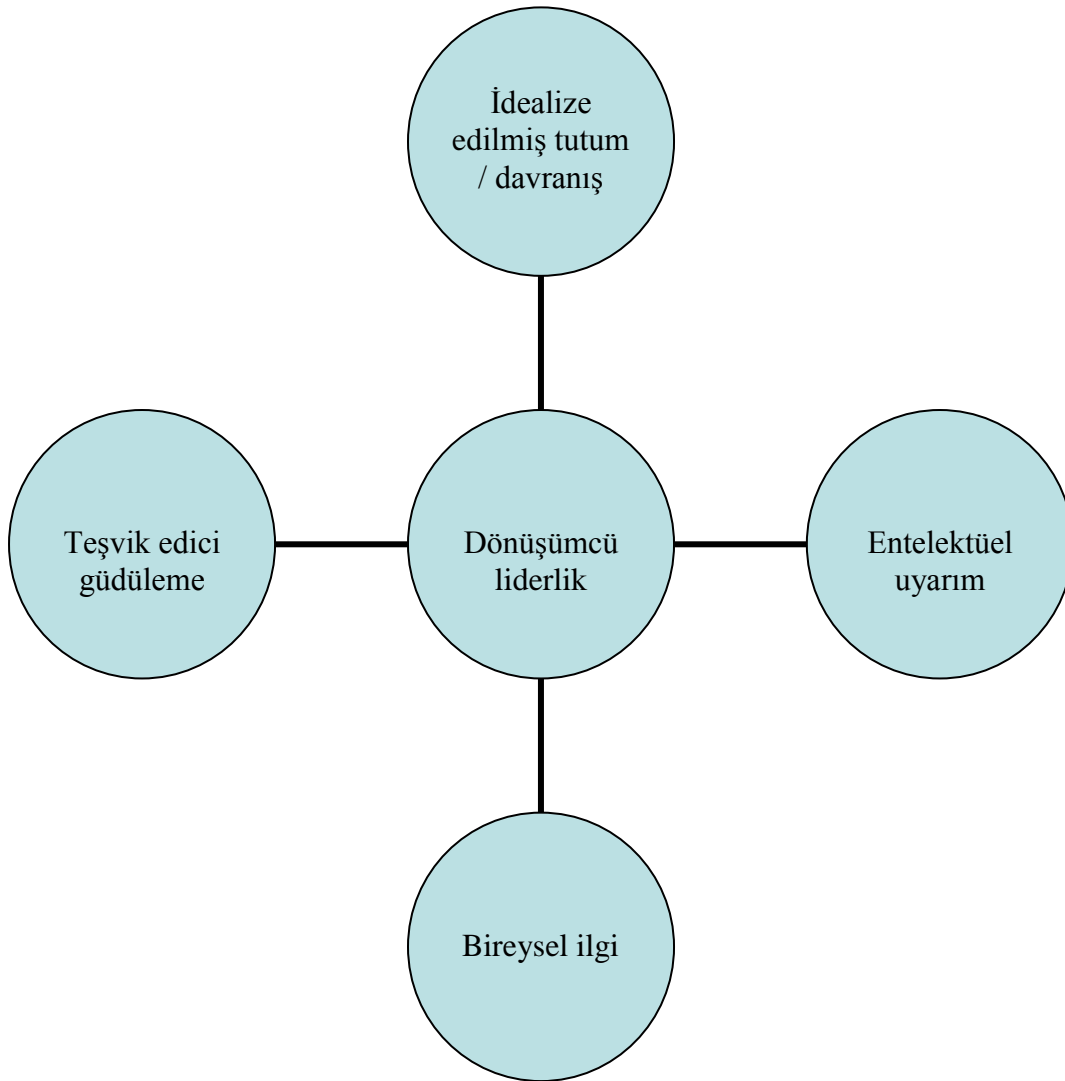 İdealize
edilmiş tutum
/ davranış
Teşvik edici
güdüleme
Dönüşümcü
liderlik
Entelektüel
uyarım
Bireysel ilgi